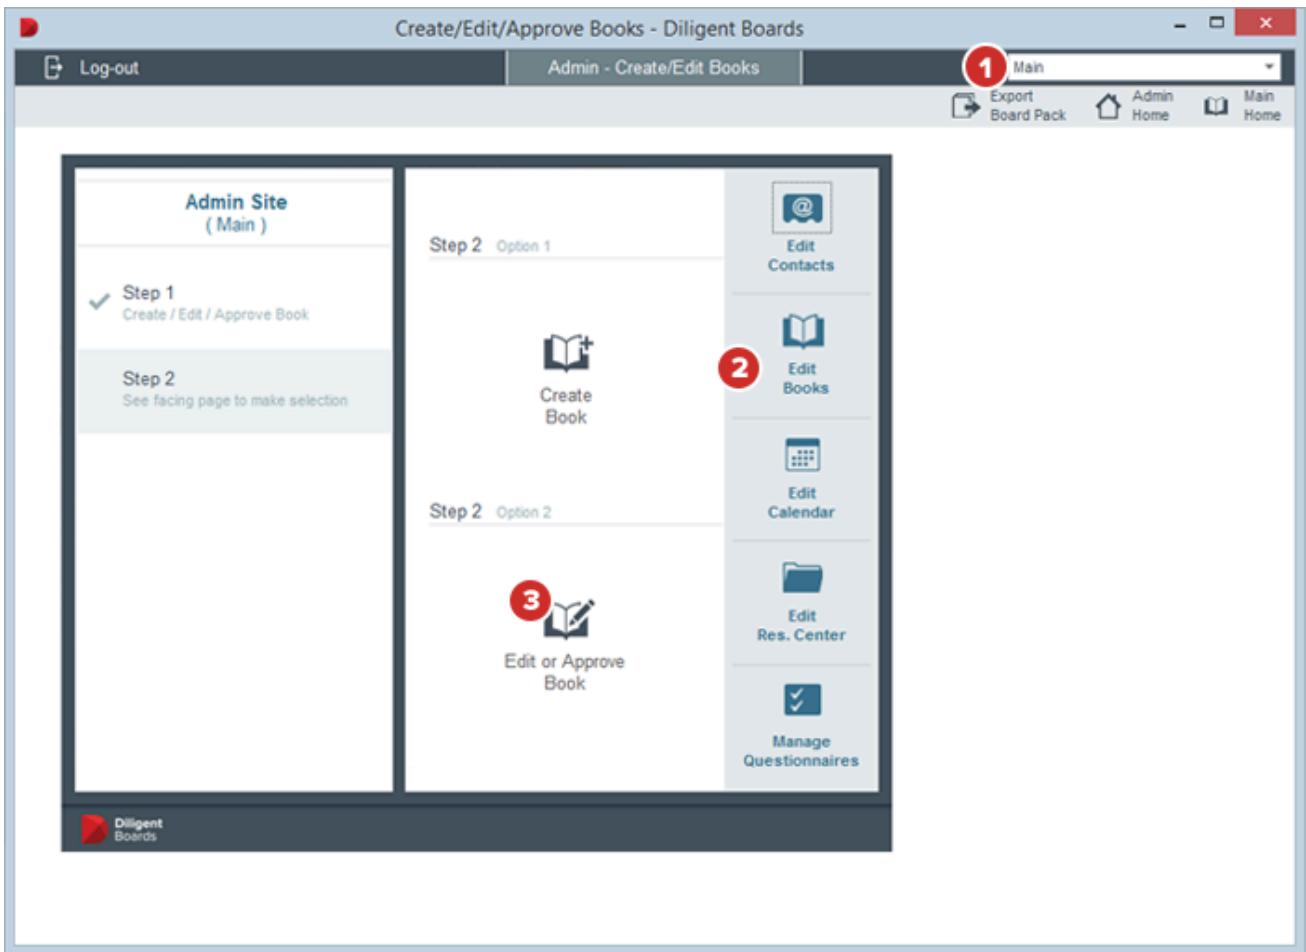 Create/Edit/Approve Books - Diligent Boards
Log-out
Admin - Create/Edit Books
1
Main
Export
Board Pack
Admin
Home
Main
Home
Admin Site
( Main )
Step 1
Create / Edit / Approve Book
Step 2
See facing page to make selection
Step 2 Option 1
Create
Book
Step 2 Option 2
3
Edit or Approve
Book
@
Edit
Contacts
2
Edit
Books
Edit
Calendar
Edit
Res. Center
Manage
Questionnaires
Diligent
Boards